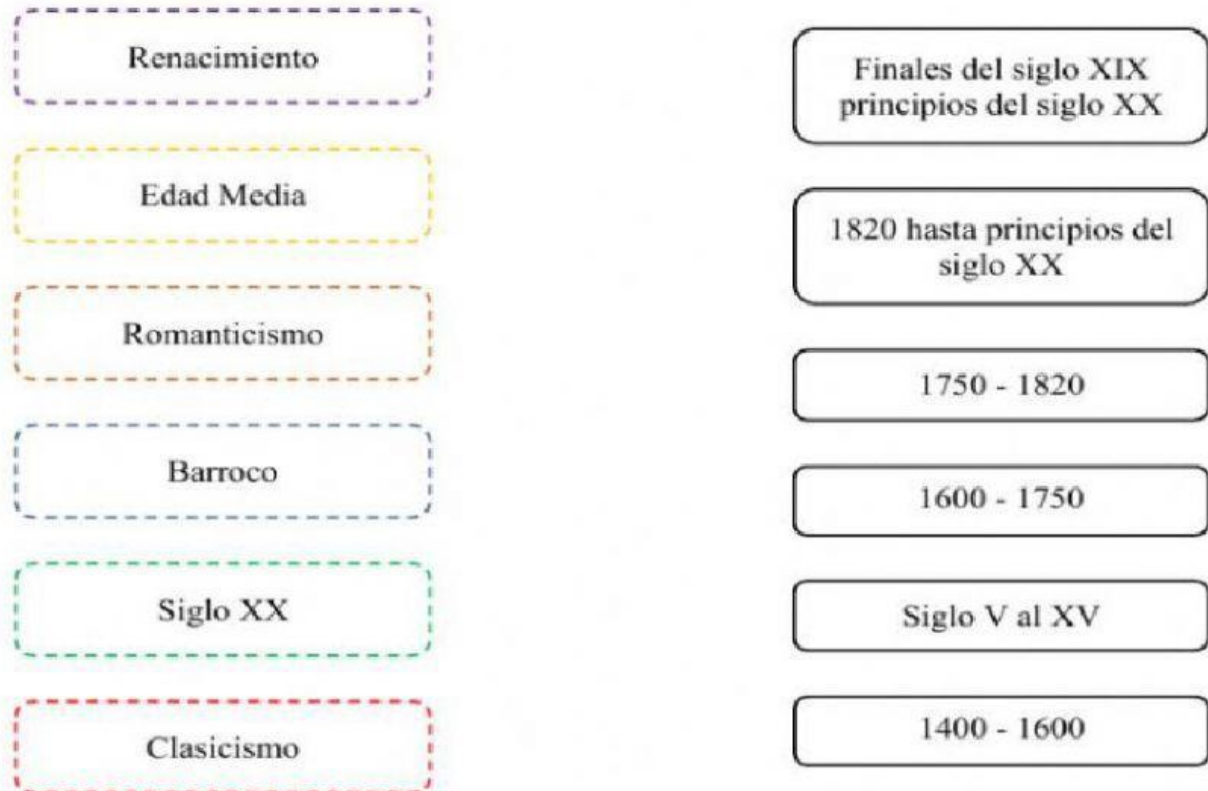 Renacimiento
Edad Media
Romanticismo
Barroco
Siglo XX
Clasicismo
Finales del siglo XIX
principios del siglo XX
1820 hasta principios del
siglo XX
1750 - 1820
1600 - 1750
Siglo V al XV
1400 - 1600